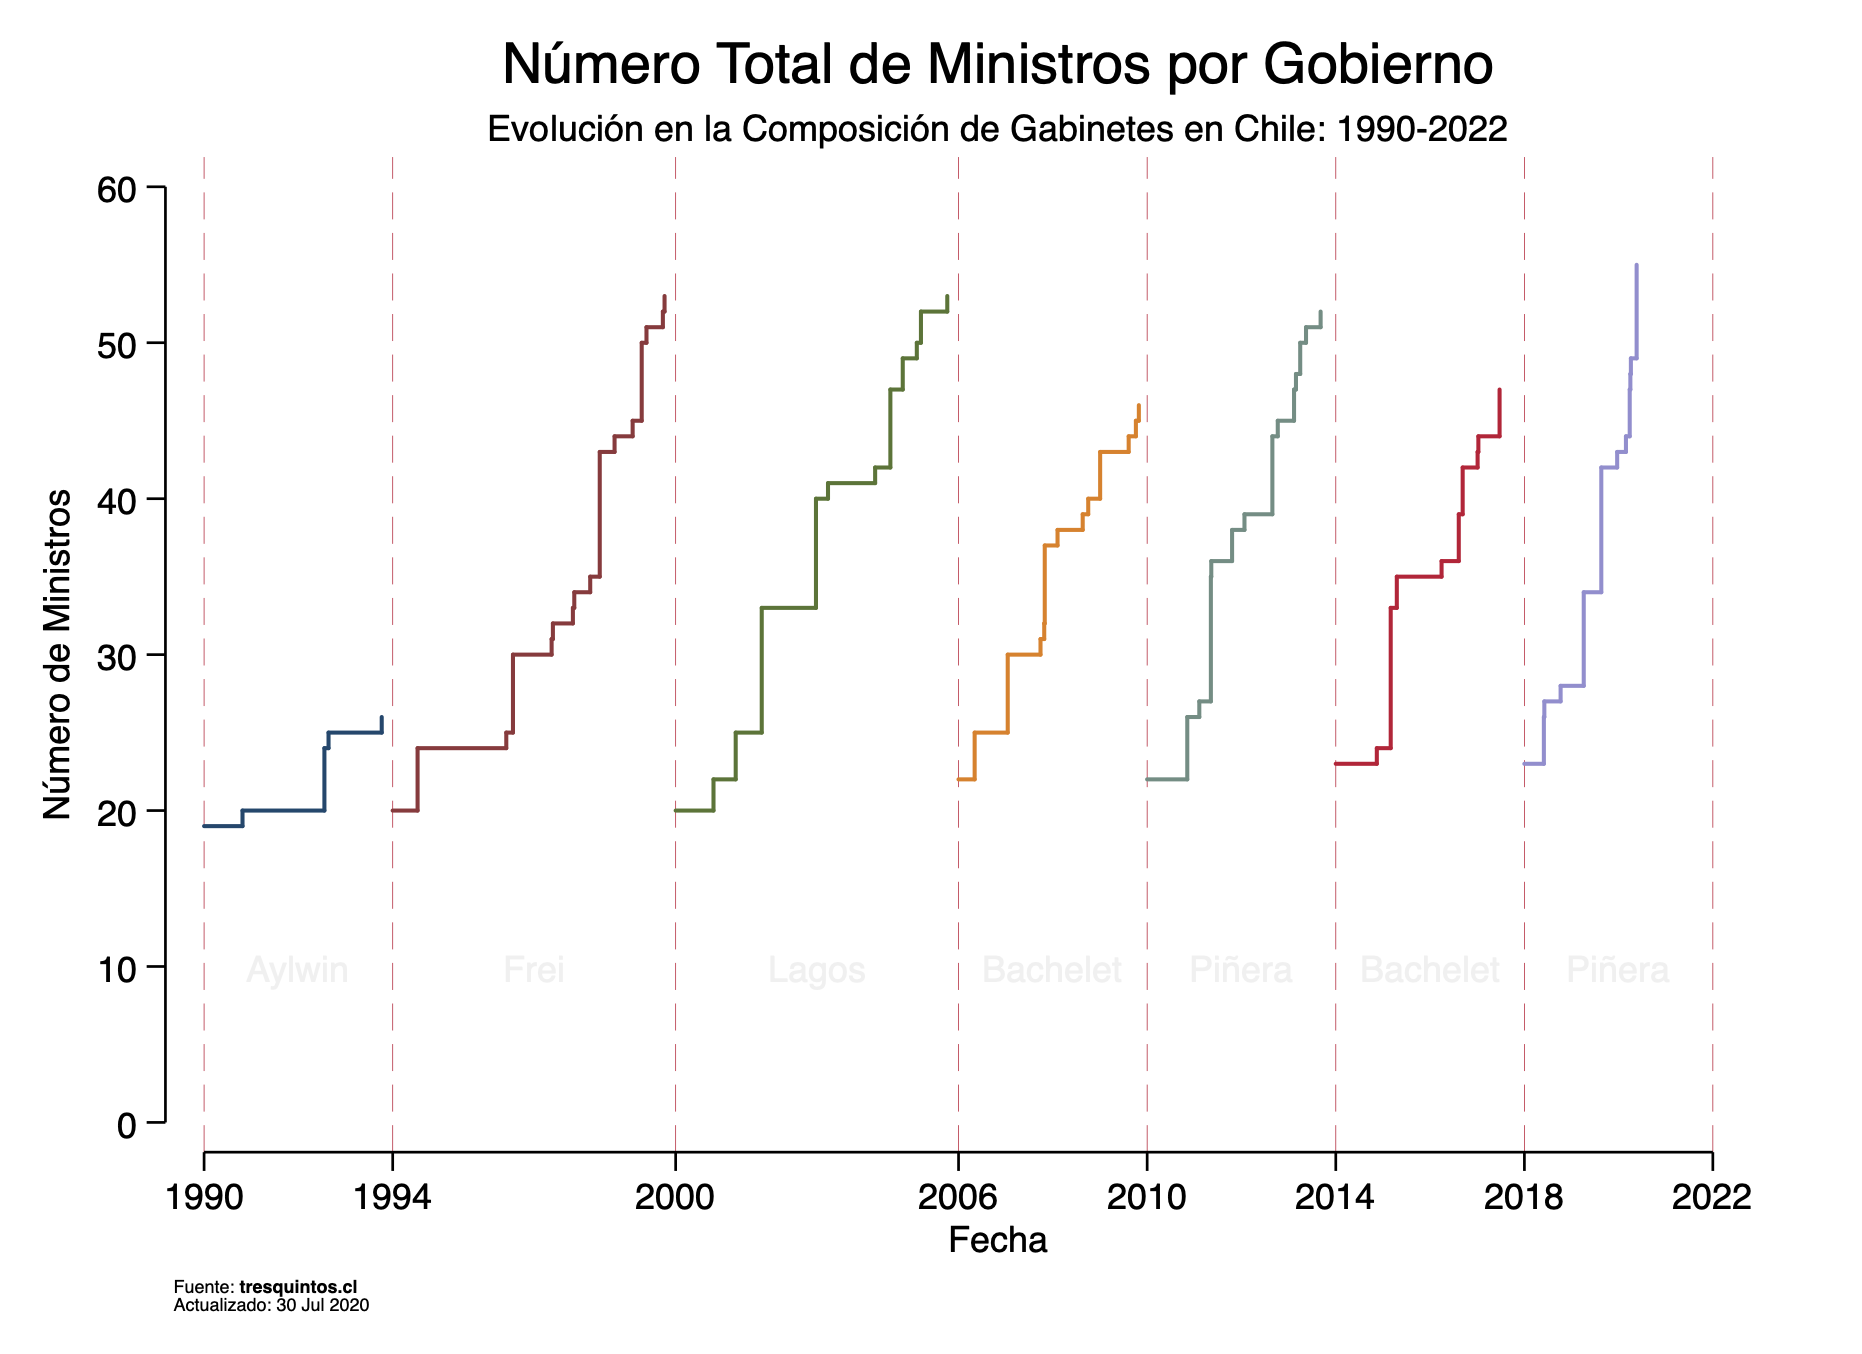 Número Total de Ministros por Gobierno
Evolución en la Composición de Gabinetes en Chile: 1990-2022
Número de Ministros
60
50
40
30
20
10
0
Aylwin Frei Lagos Bachelet Piñera Bachelet Piñera
1990 1994 2000 2006 2010 2014 2018 2022
Fecha
Fuente: tresquintos.cl
Actualizado: 30 Jul 2020